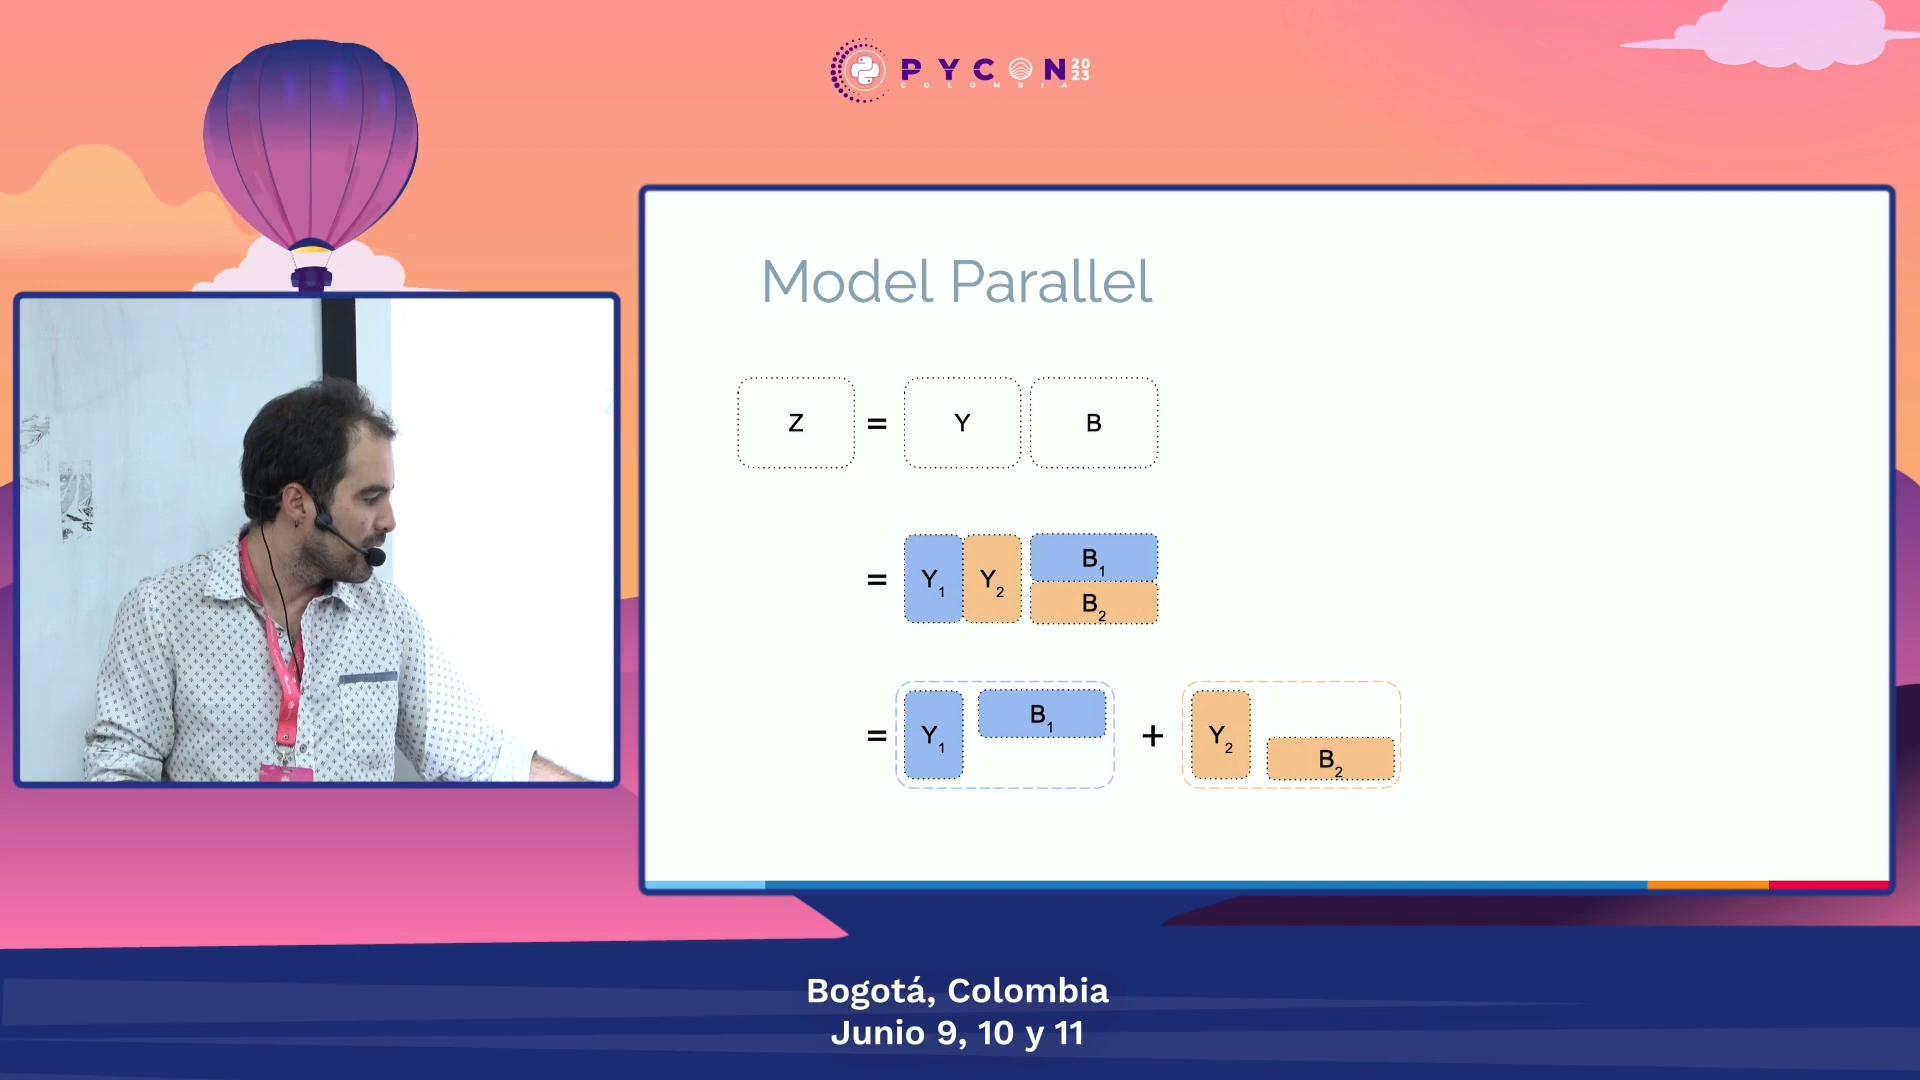 PYCON 2023
COLOMBIA
Model Parallel
Z = Y B
= Y1 Y2 B1
B2
= Y1 B1 + Y2 B2
Bogotá, Colombia
Junio 9, 10 y 11